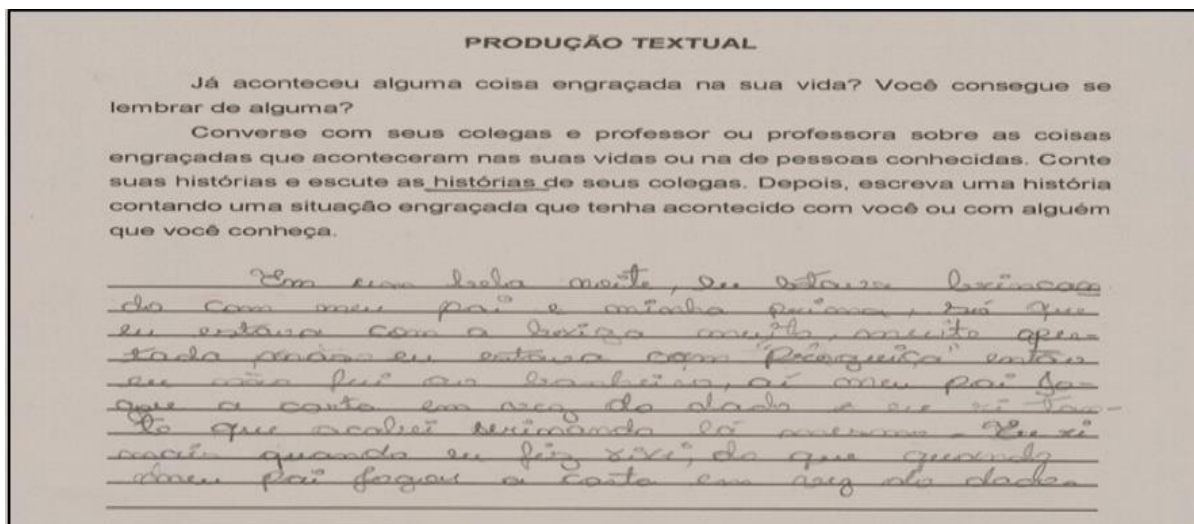 PRODUÇÃO TEXTUAL
Já aconteceu alguma coisa engraçada na sua vida? Você consegue se
lembrar de alguma?
Converse com seus colegas e professor ou professora sobre as coisas
engraçadas que aconteceram nas suas vidas ou na de pessoas conhecidas. Conte
suas histórias e escute as histórias de seus colegas. Depois, escreva uma história
contando uma situação engraçada que tenha acontecido com você ou com alguém
que você conheça.
Em uma bela noite, eu estava brincan
do com meu pai e minha prima, só que
eu estava com a bexiga muito, muito aper-
tada, mas eu estava com "Preguiça" então
eu não fui ao banheiro, aí meu pai jo-
gou a carta em vez do dado e eu ri tan-
to que acabei lá mesmo. Eu ri
mais quando eu fiz xixi, do que quando
meu pai jogou a carta em vez do dado.